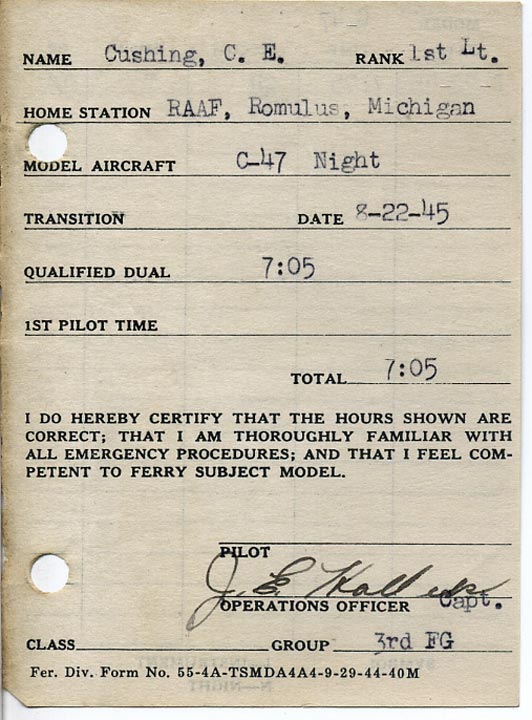 NAME Cushing, C. E. RANK 1st Lt.
HOME STATION RAAF, Romulus, Michigan
MODEL AIRCRAFT C-47 Night
TRANSITION DATE 8-22-45
QUALIFIED DUAL 7:05
1ST PILOT TIME
TOTAL 7:05
I DO HEREBY CERTIFY THAT THE HOURS SHOWN ARE
CORRECT; THAT I AM THOROUGHLY FAMILIAR WITH
ALL EMERGENCY PROCEDURES; AND THAT I FEEL COM-
PETENT TO FERRY SUBJECT MODEL.
PILOT
J. E.
OPERATIONS OFFICER Capt.
CLASS GROUP 3rd FG
Fer. Div. Form No. 55-4A-TSMDA4A4-9-29-44-40M